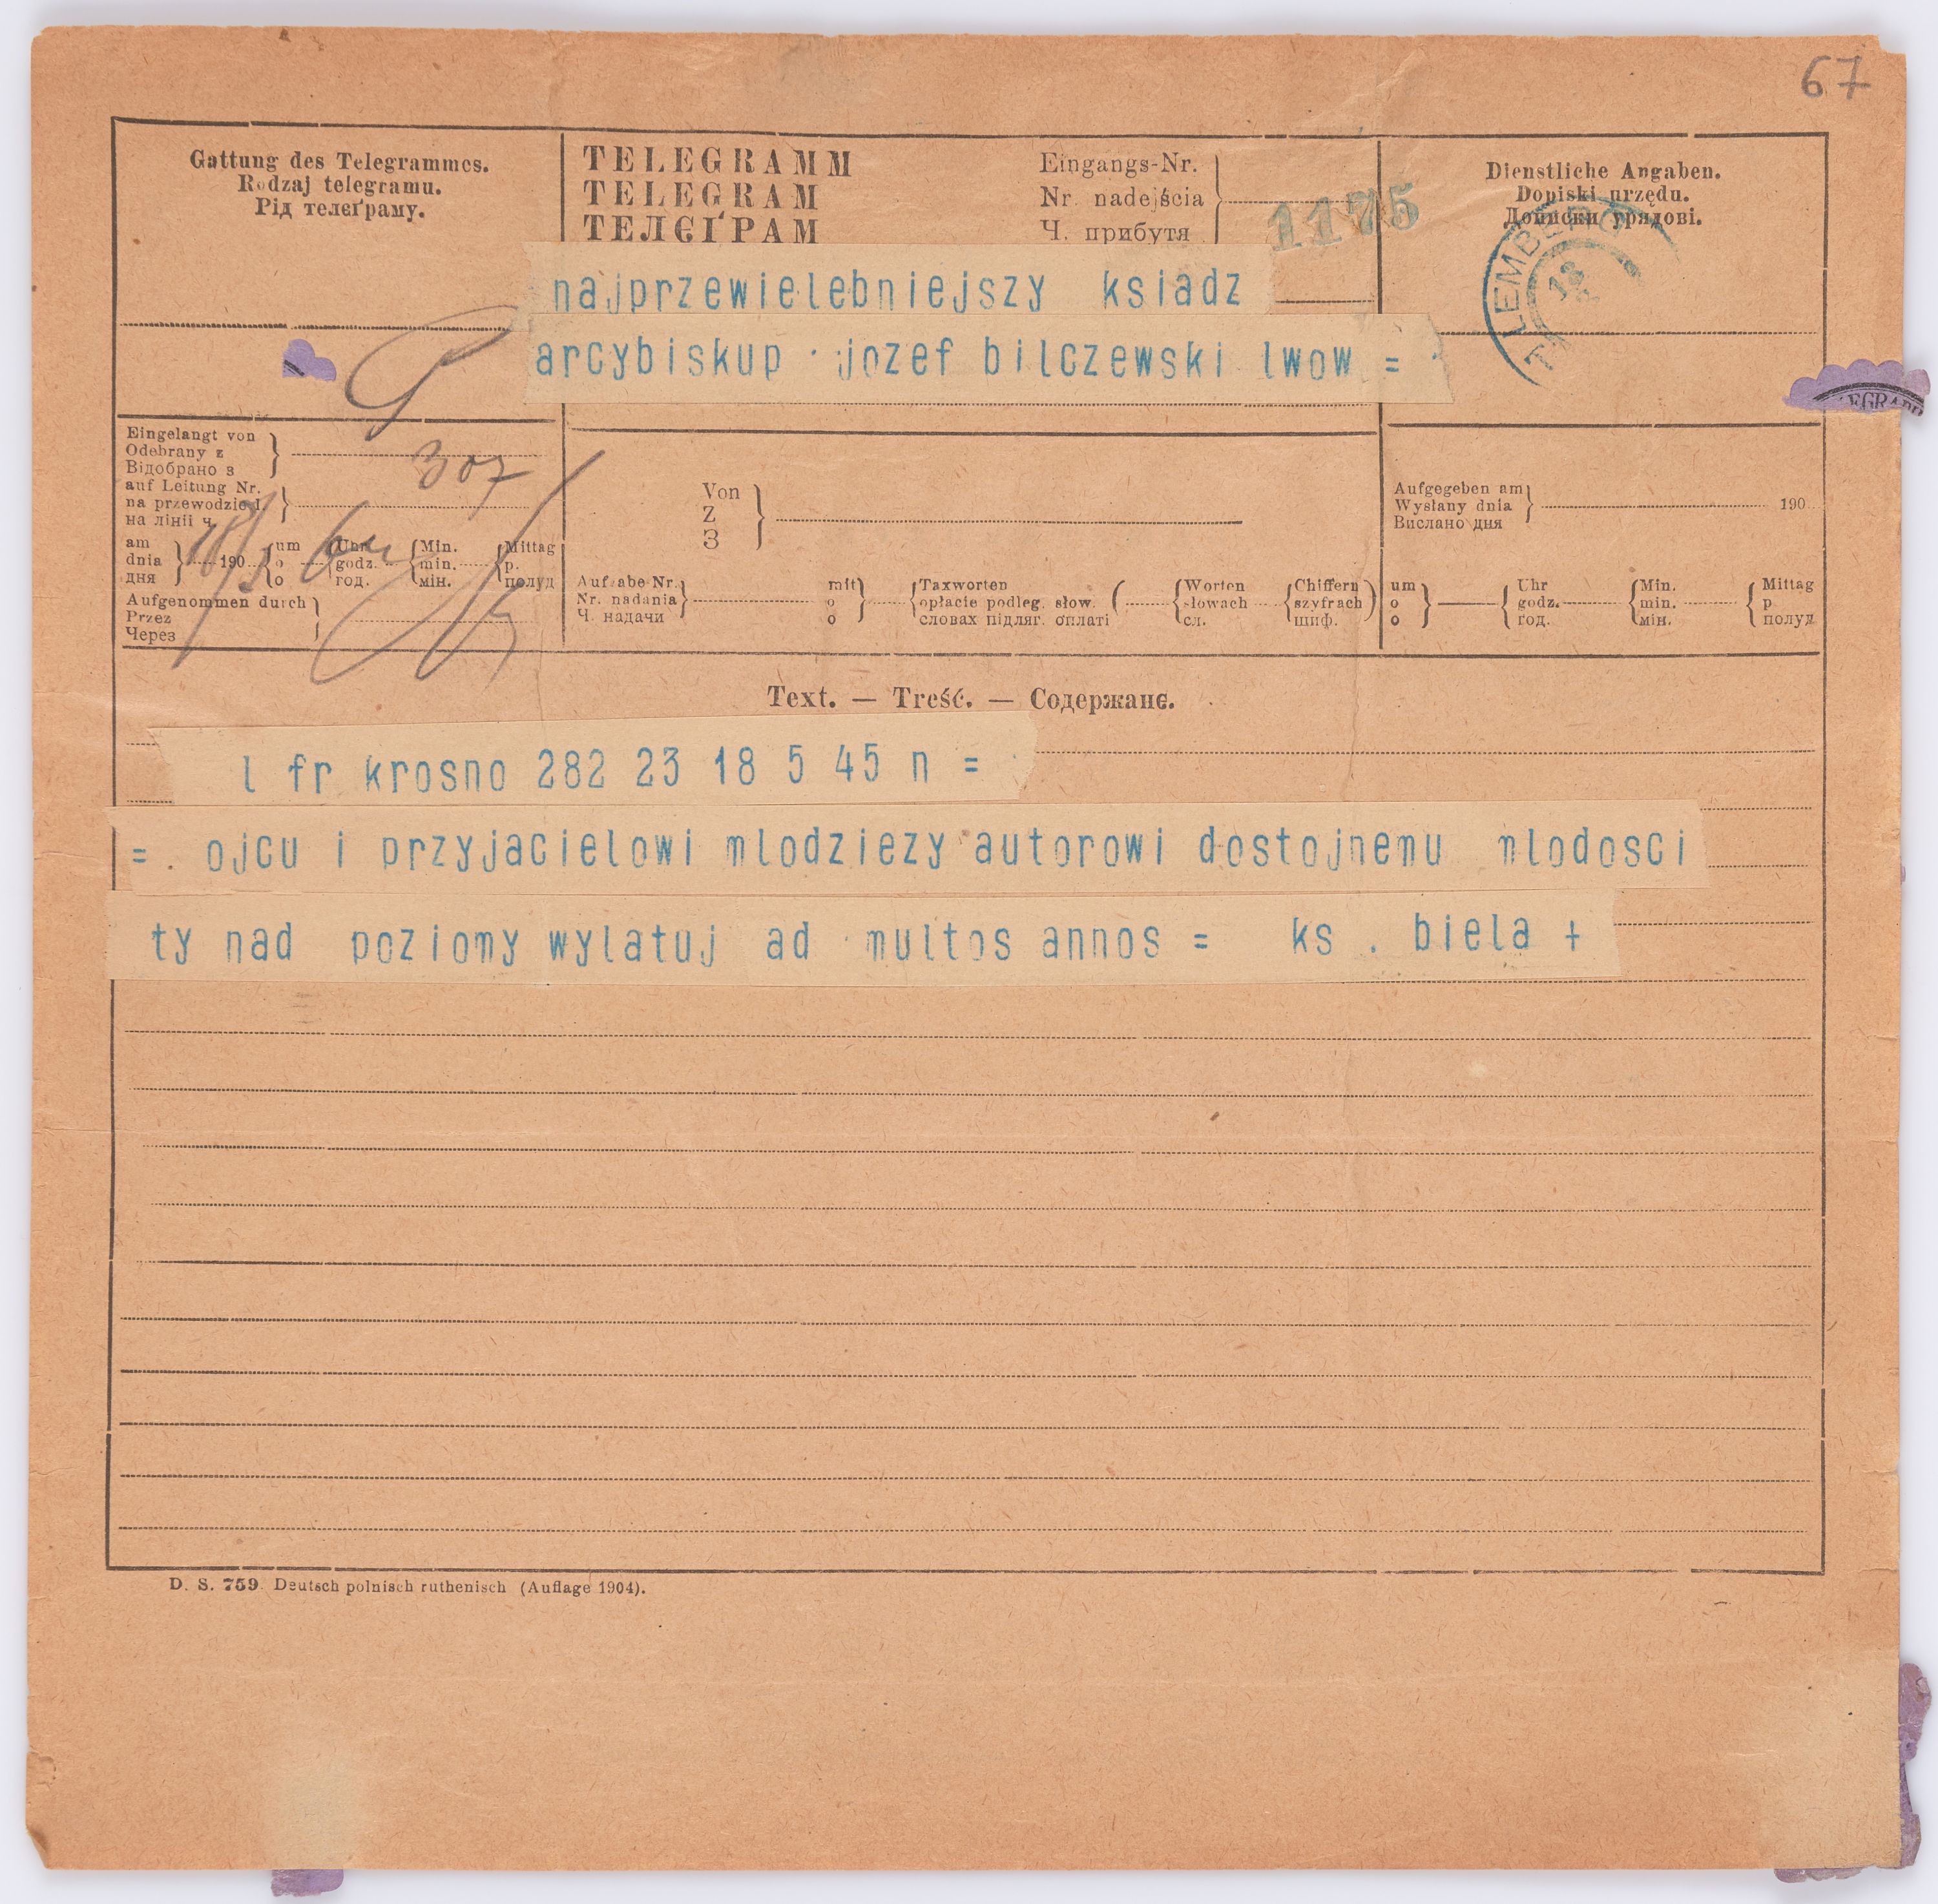 67
Gattung des Telegrammes.
Rodzaj telegramu.
Рід телєґраму.
TELEGRAMM
TELEGRAM
ТЕЛЄҐРАМ
Eingangs-Nr.
Nr. nadejścia
Ч. прибутя
1175
Dienstliche Angaben.
Dopiski urzędu.
Дописки урядові.
LEMBERG
18
najprzewielebniejszy ksiadz
arcybiskup jozef bilczewski lwow =
Eingelangt von
Odebrany z
Відобрано з
307
auf Leitung Nr.
na przewodzie l.
на лінії ч.
am
dnia
дня
18/5
190
um
o
o
Uhr
godz.
год.
Min.
min.
мін.
Mittag
p.
полуд
Aufgenommen durch
Przez
Через
Von
Z
З
Aufgabe Nr.
Nr. nadania
Ч. надачи
mit
o
о
Taxworten
opłacie podleg. słow.
словах підляг. оплаті
Worten
słowach
сл.
Chiffern
szyfrach
шиф.
Aufgegeben am
Wysłany dnia
Вислано дня
190
um
o
о
Uhr
godz.
год.
Min.
min.
мін.
Mittag
p
полуд
Text. — Treść. — Содержанє.
l fr krosno 282 23 18 5 45 n =
= . ojcu i przyjacielowi mlodziezy autorowi dostojnemu mlodosci
ty nad poziomy wylatuj ad multos annos = ks . biela +
D. S. 759. Deutsch polnisch ruthenisch (Auflage 1904).